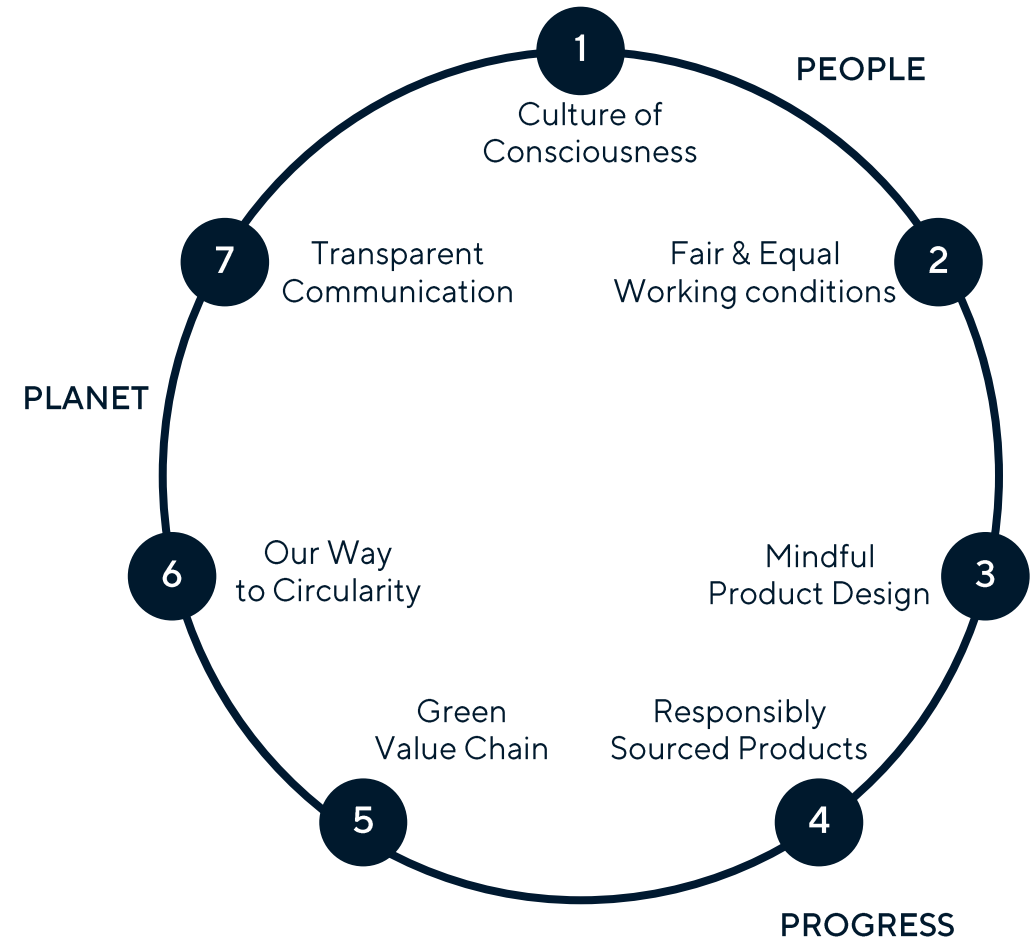 1
PEOPLE
Culture of
Consciousness
7
Transparent
Communication
Fair & Equal
Working conditions
2
PLANET
6
Our Way
to Circularity
Mindful
Product Design
3
Green
Value Chain
Responsibly
Sourced Products
5
4
PROGRESS